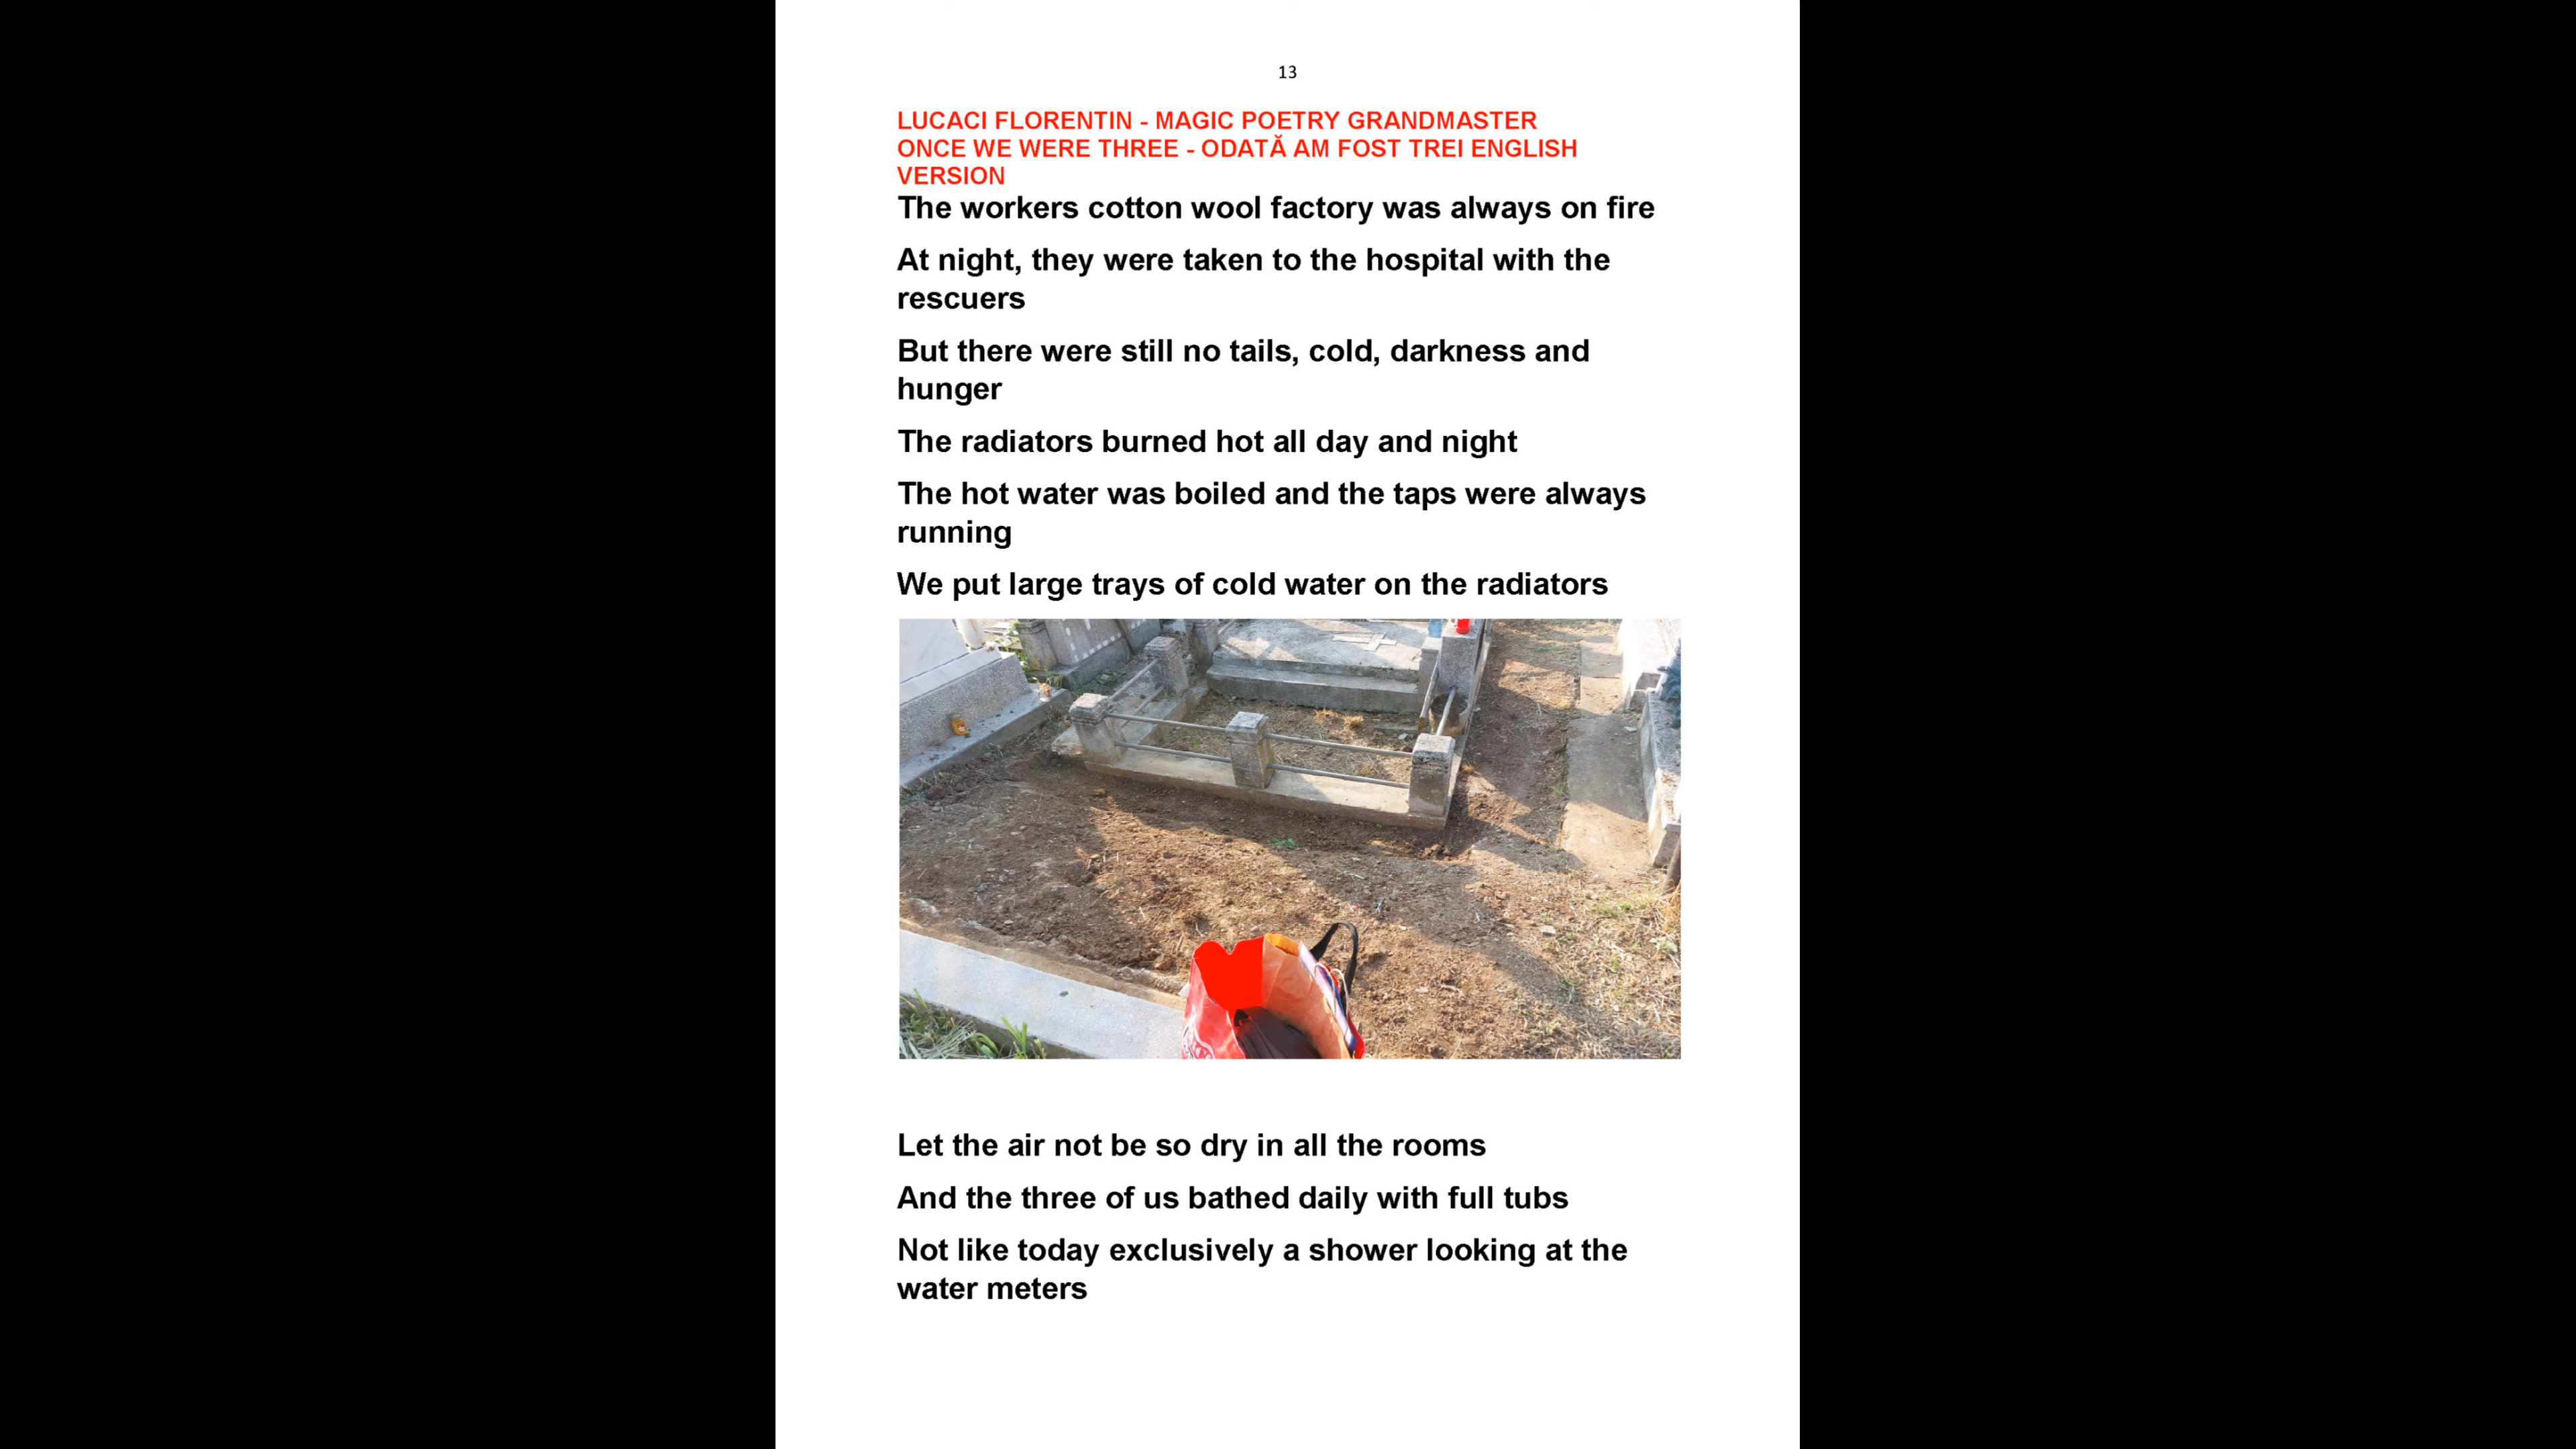 13
LUCACI FLORENTIN - MAGIC POETRY GRANDMASTER
ONCE WE WERE THREE - ODATĂ AM FOST TREI ENGLISH
VERSION
The workers cotton wool factory was always on fire
At night, they were taken to the hospital with the
rescuers
But there were still no tails, cold, darkness and
hunger
The radiators burned hot all day and night
The hot water was boiled and the taps were always
running
We put large trays of cold water on the radiators
Let the air not be so dry in all the rooms
And the three of us bathed daily with full tubs
Not like today exclusively a shower looking at the
water meters